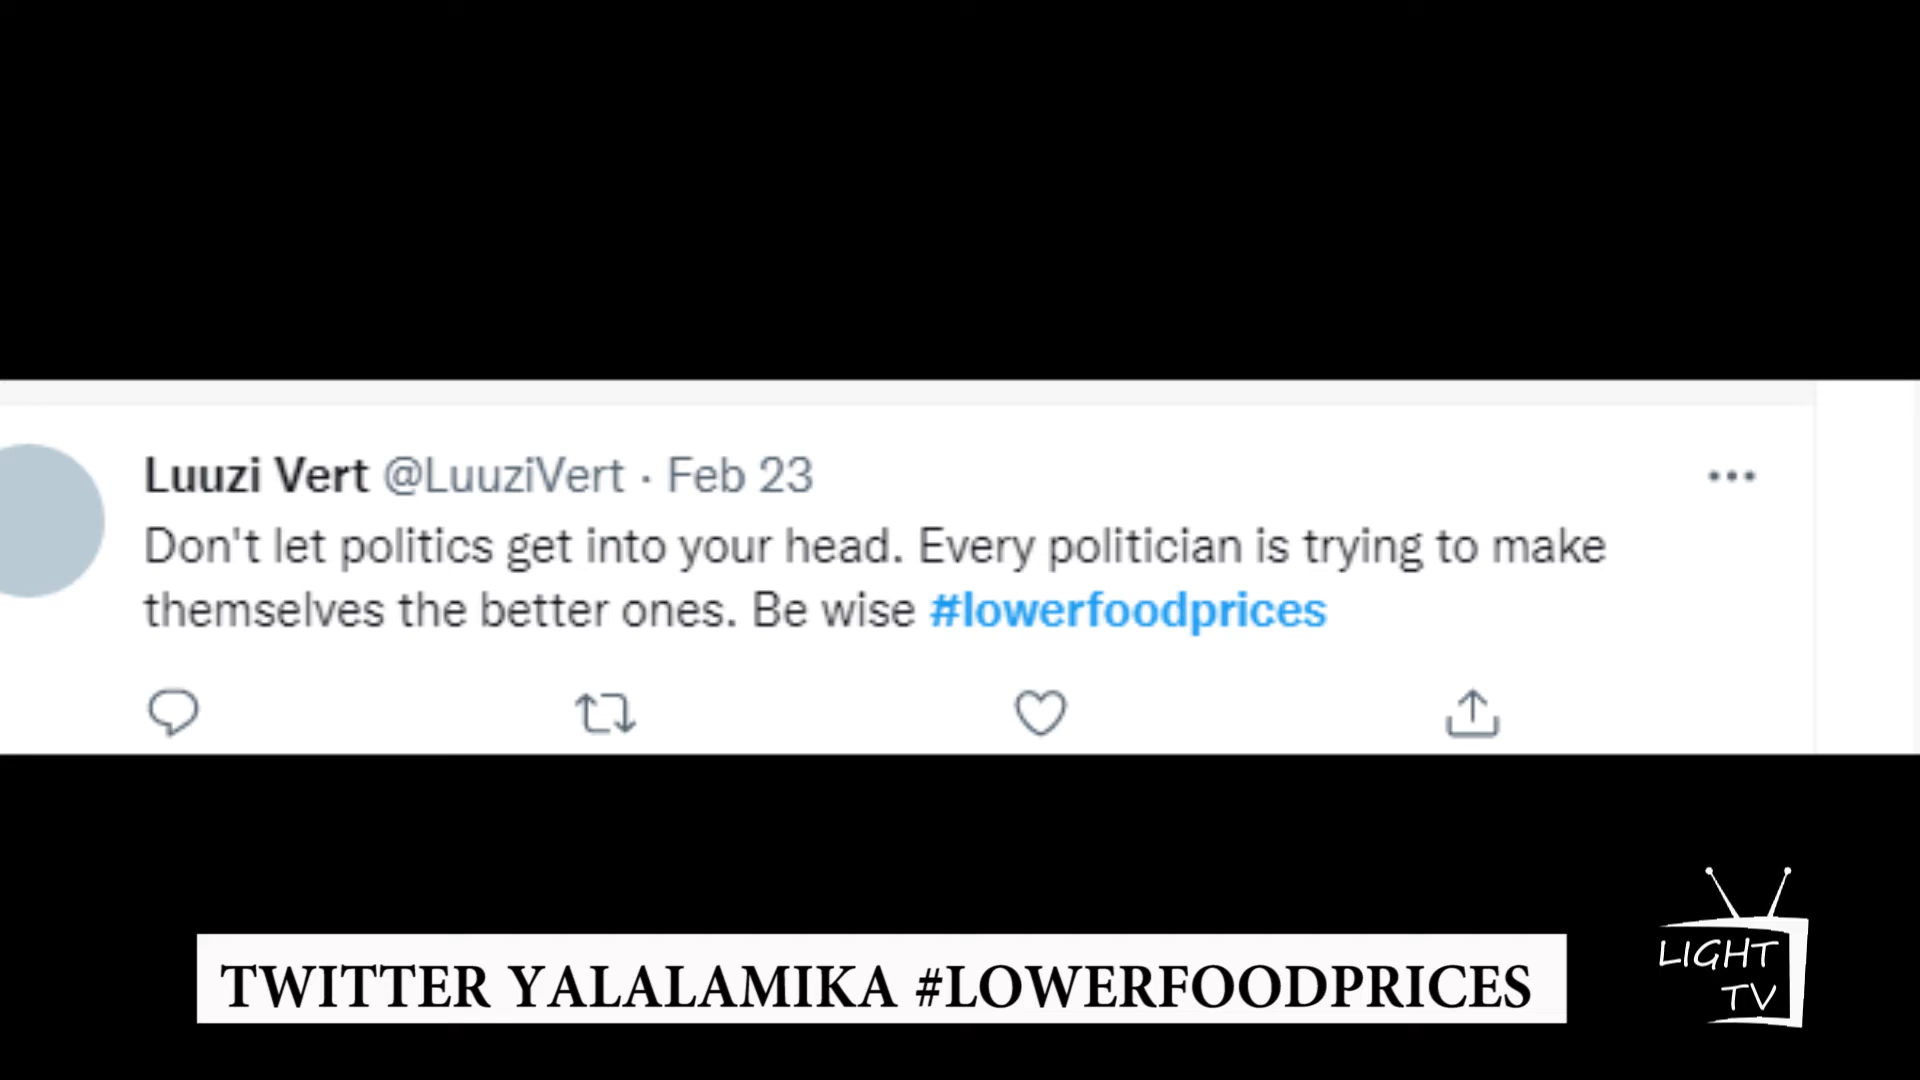 Luuzi Vert @LuuziVert · Feb 23
Don't let politics get into your head. Every politician is trying to make
themselves the better ones. Be wise #lowerfoodprices
TWITTER YALALAMIKA #LOWERFOODPRICES
LIGHT
TV